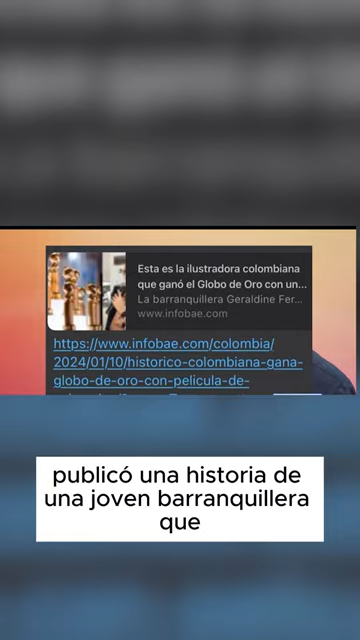 Esta es la ilustradora colombiana
que ganó el Globo de Oro con un...
La barranquillera Geraldine Fer...
www.infobae.com
https://www.infobae.com/colombia/
2024/01/10/historico-colombiana-gana-
globo-de-oro-con-pelicula-de-
publicó una historia de
una joven barranquillera
que